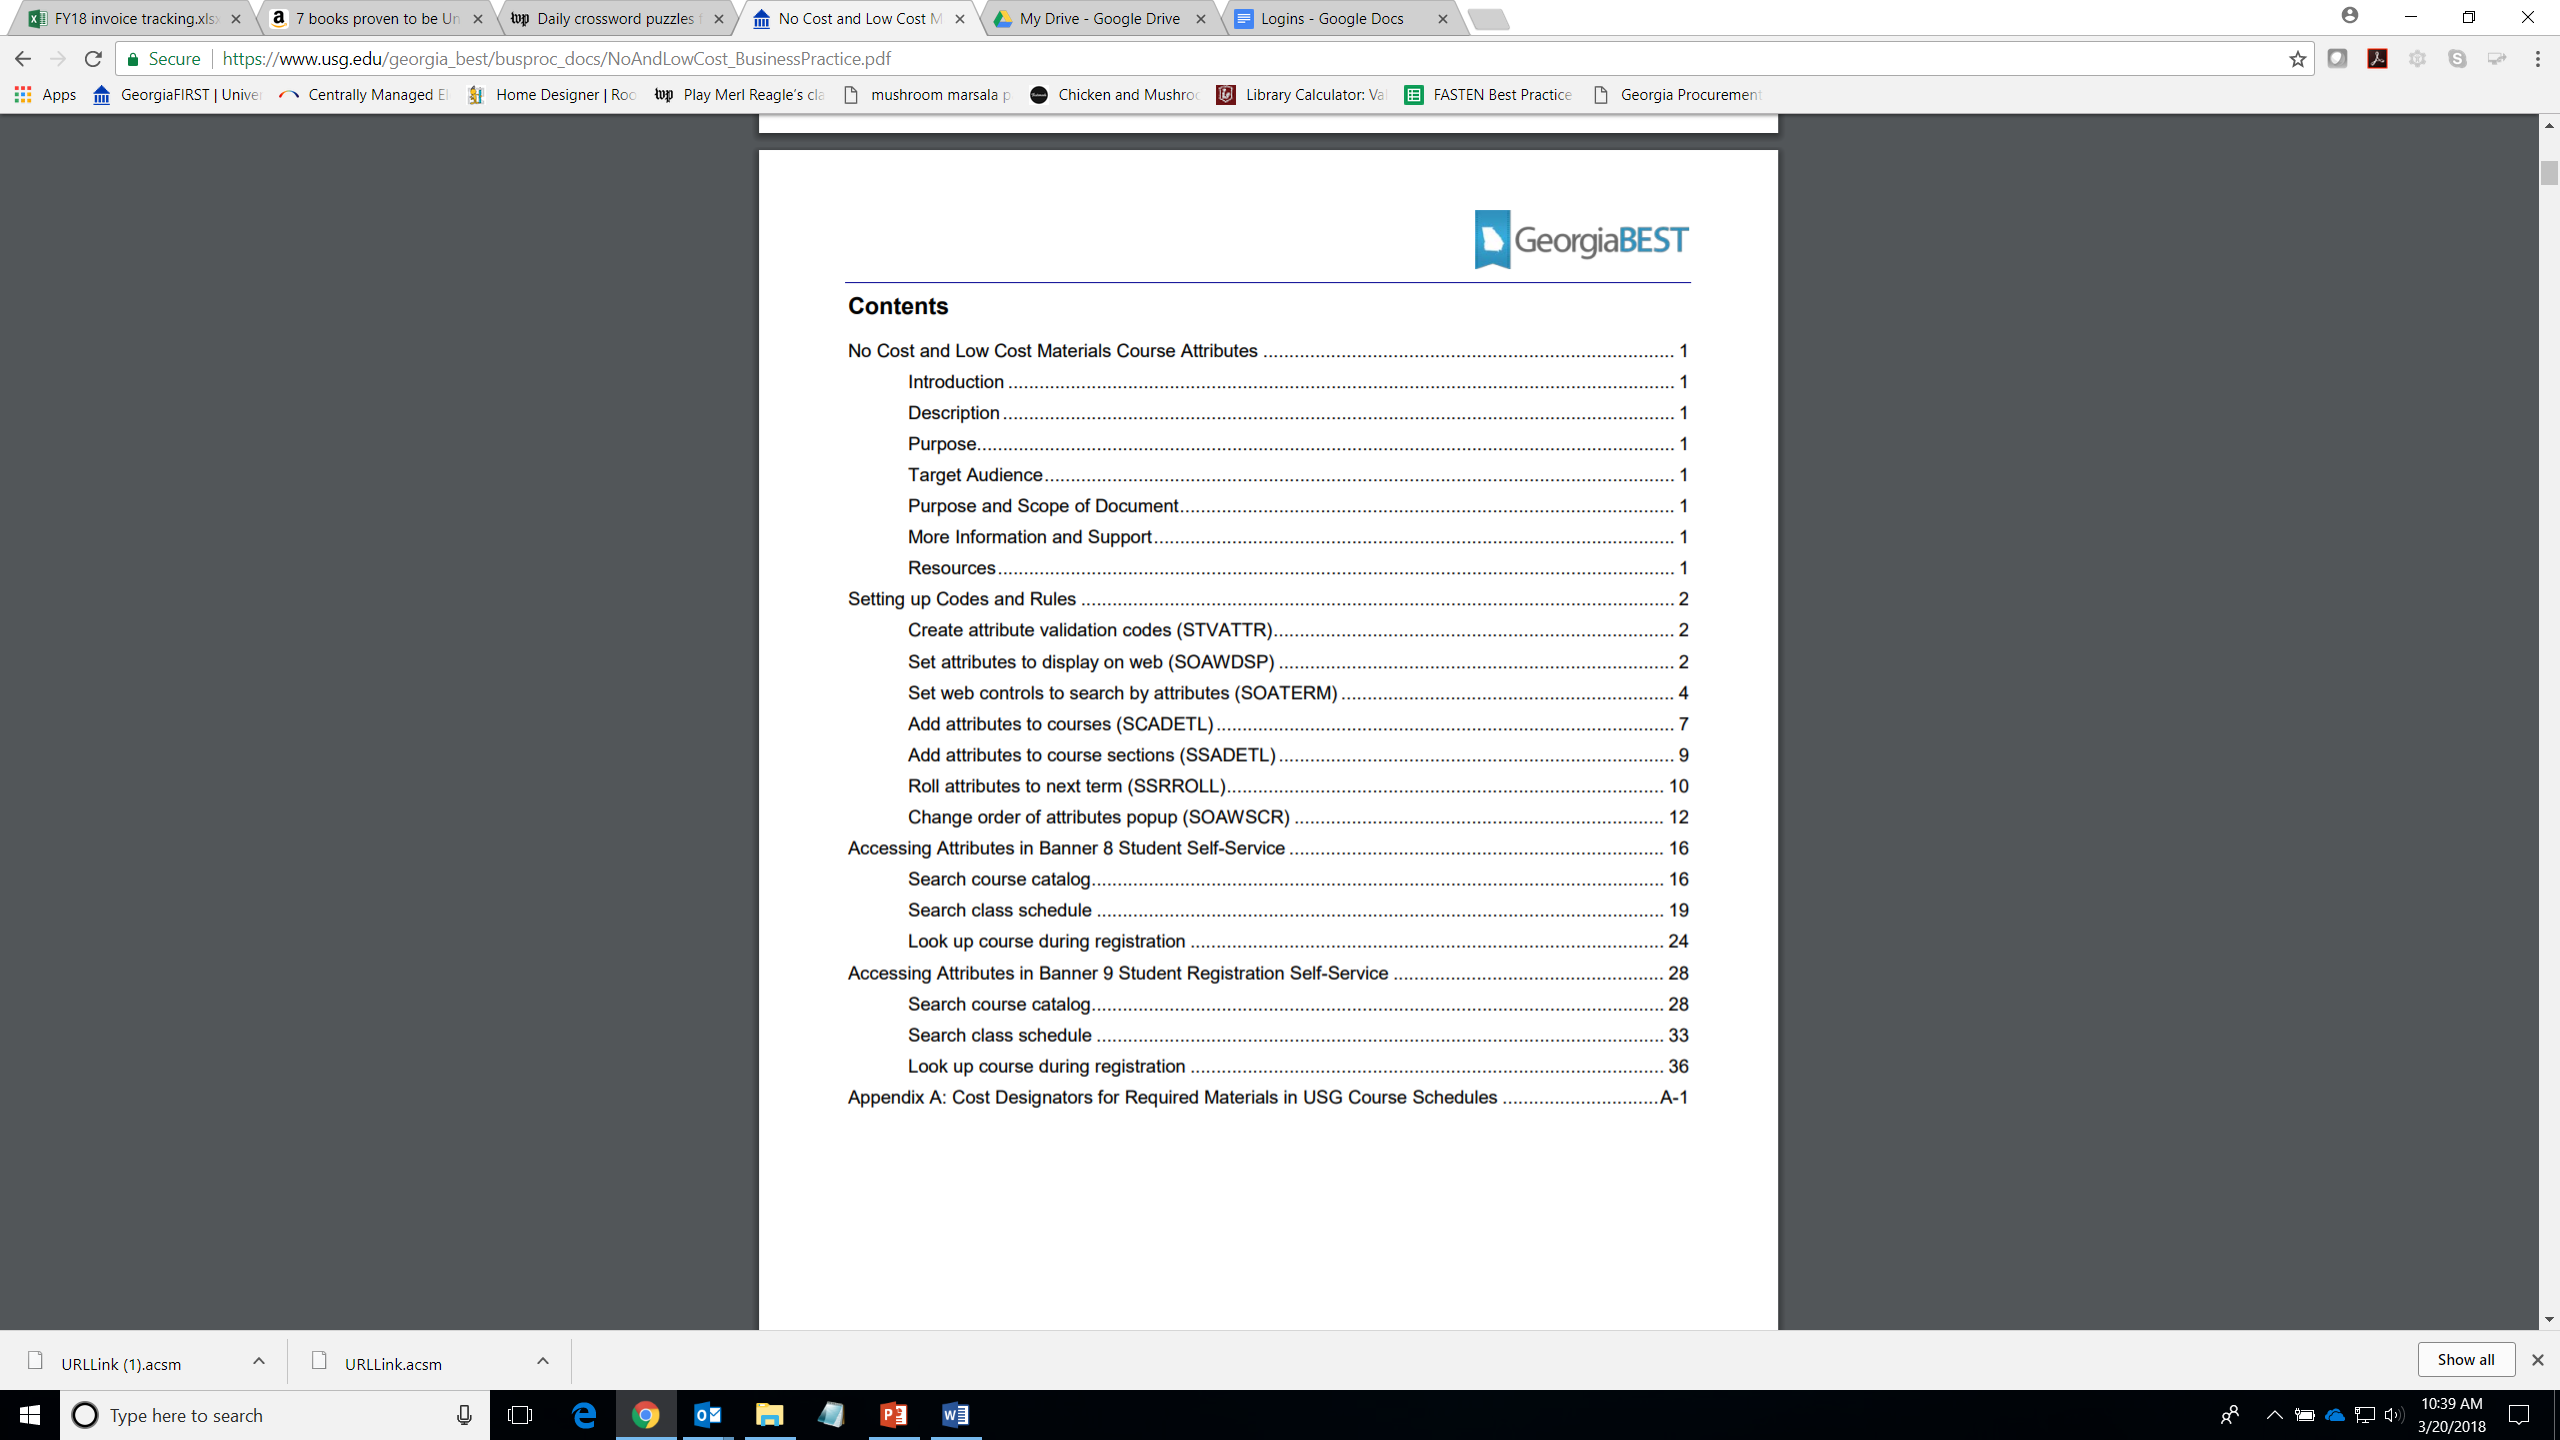 FY18 invoice tracking.xls
7 books proven to be Un
wp Daily crossword puzzles
No Cost and Low Cost M
My Drive - Google Drive
Logins - Google Docs
Secure https://www.usg.edu/georgia_best/busproc_docs/NoAndLowCost_BusinessPractice.pdf
Apps
GeorgiaFIRST | Univer
Centrally Managed E
Home Designer | Roo
wp Play Merl Reagle's cla
mushroom marsala p
Chicken and Mushro
Library Calculator: Va
FASTEN Best Practice
Georgia Procurement
GeorgiaBEST
Contents
No Cost and Low Cost Materials Course Attributes 1
Introduction 1
Description 1
Purpose 1
Target Audience 1
Purpose and Scope of Document 1
More Information and Support 1
Resources 1
Setting up Codes and Rules 2
Create attribute validation codes (STVATTR) 2
Set attributes to display on web (SOAWDSP) 2
Set web controls to search by attributes (SOATERM) 4
Add attributes to courses (SCADETL) 7
Add attributes to course sections (SSADETL) 9
Roll attributes to next term (SSRROLL) 10
Change order of attributes popup (SOAWSCR) 12
Accessing Attributes in Banner 8 Student Self-Service 16
Search course catalog 16
Search class schedule 19
Look up course during registration 24
Accessing Attributes in Banner 9 Student Registration Self-Service 28
Search course catalog 28
Search class schedule 33
Look up course during registration 36
Appendix A: Cost Designators for Required Materials in USG Course Schedules A-1
URLLink (1).acsm
URLLink.acsm
Show all
Type here to search
10:39 AM
3/20/2018